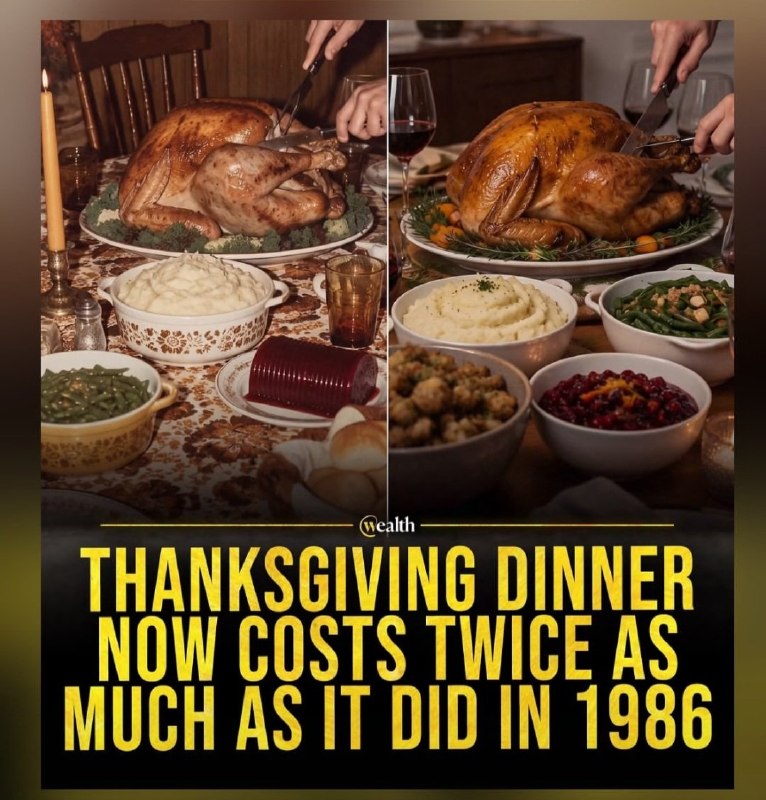 @wealth
THANKSGIVING DINNER
NOW COSTS TWICE AS
MUCH AS IT DID IN 1986